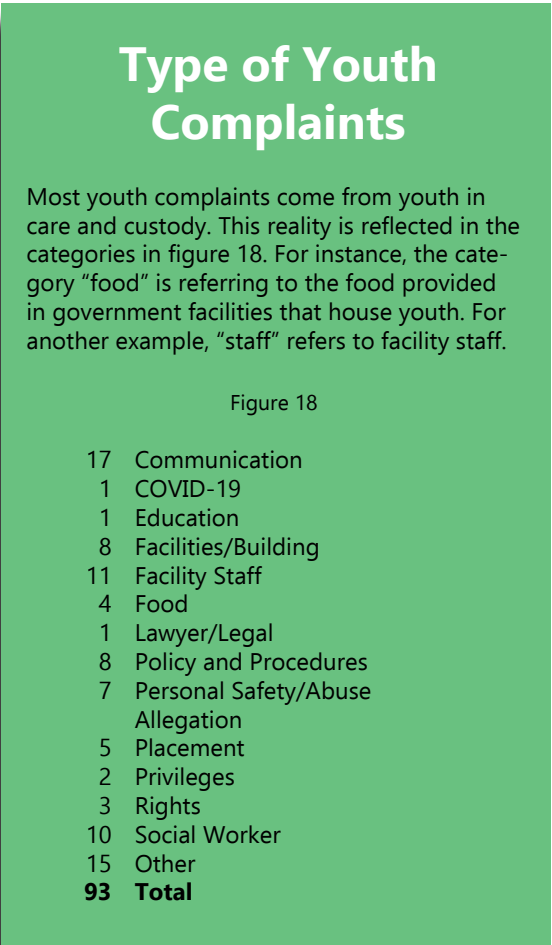 Type of Youth
Complaints
Most youth complaints come from youth in
care and custody. This reality is reflected in the
categories in figure 18. For instance, the cate-
gory “food” is referring to the food provided
in government facilities that house youth. For
another example, “staff” refers to facility staff.
Figure 18
17 Communication
1 COVID-19
1 Education
8 Facilities/Building
11 Facility Staff
4 Food
1 Lawyer/Legal
8 Policy and Procedures
7 Personal Safety/Abuse
Allegation
5 Placement
2 Privileges
3 Rights
10 Social Worker
15 Other
93 Total